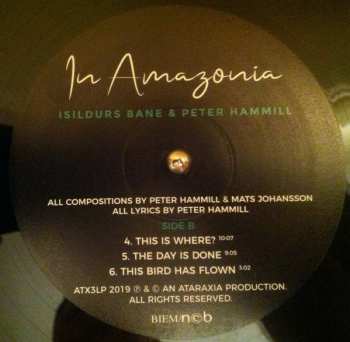 In Amazonia
ISILDURS BANE & PETER HAMMILL
ALL COMPOSITIONS BY PETER HAMMILL & MATS JOHANSSON
ALL LYRICS BY PETER HAMMILL
SIDE B
4. THIS IS WHERE? 10:07
5. THE DAY IS DONE 9:05
6. THIS BIRD HAS FLOWN 3:02
ATX3LP 2019 ℗ & © AN ATARAXIA PRODUCTION.
ALL RIGHTS RESERVED.
BIEM/n©b